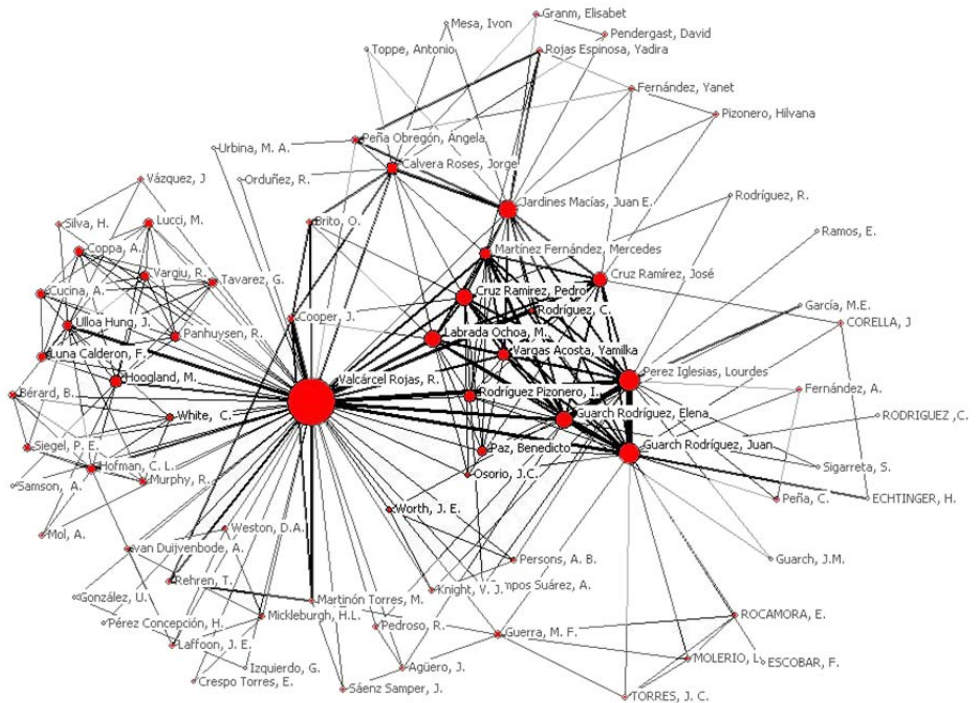 Mesa, Ivon
Granm, Elisabet
Pendergast, David
Toppe, Antonio
Rojas Espinosa, Yadira
Fernández, Yanet
Pizonero, Hilvana
Peña Obregón, Angela
Urbina, M. A.
Calvera Roses, Jorge
Vázquez, J
Orduñez, R.
Rodríguez, R.
Jardines Macías, Juan E.
Silva, H.
Lucci, M.
Brito, O.
Ramos, E.
Coppa, A.
Martínez Fernández, Mercedes
Vargiu, R.
Tavarez, G.
Cruz Ramírez, José
Cucina, A.
Cruz Ramirez, Pedro
García, M.E.
Rodríguez, C.
Ulloa Hung, J.
Cooper, J.
CORELLA, J
Panhuysen, R.
Labrada Ochoa, M.
Luna Calderon, F.
Vargas Acosta, Yamilka
Hoogland, M.
Valcárcel Rojas, R.
Perez Iglesias, Lourdes
Bérard, B.
Rodríguez Pizonero, I.
Fernández, A.
White, C.
Guarch Rodríguez, Elena
RODRIGUEZ ,C.
Siegel, P. E.
Paz, Benedicto
Guarch Rodríguez, Juan
Hofman, C. L.
Osorio, J.C.
Sigarreta, S.
Samson, A.
Murphy, R.
Peña, C.
ECHTINGER, H.
Worth, J. E.
Weston, D.A.
Mol, A.
van Duijvenbode, A.
Persons, A. B.
Guarch, J.M.
Rehren, T.
Knight, V. J.
mpos Suárez, A.
González, U.
Martinón Torres, M.
Mickleburgh, H.L.
ROCAMORA, E.
Pérez Concepción, H.
Pedroso, R.
Guerra, M. F.
Laffoon, J. E.
MOLERIO, L.
ESCOBAR, F.
Izquierdo, G.
Agüero, J.
Crespo Torres, E.
Sáenz Samper, J.
TORRES, J. C.